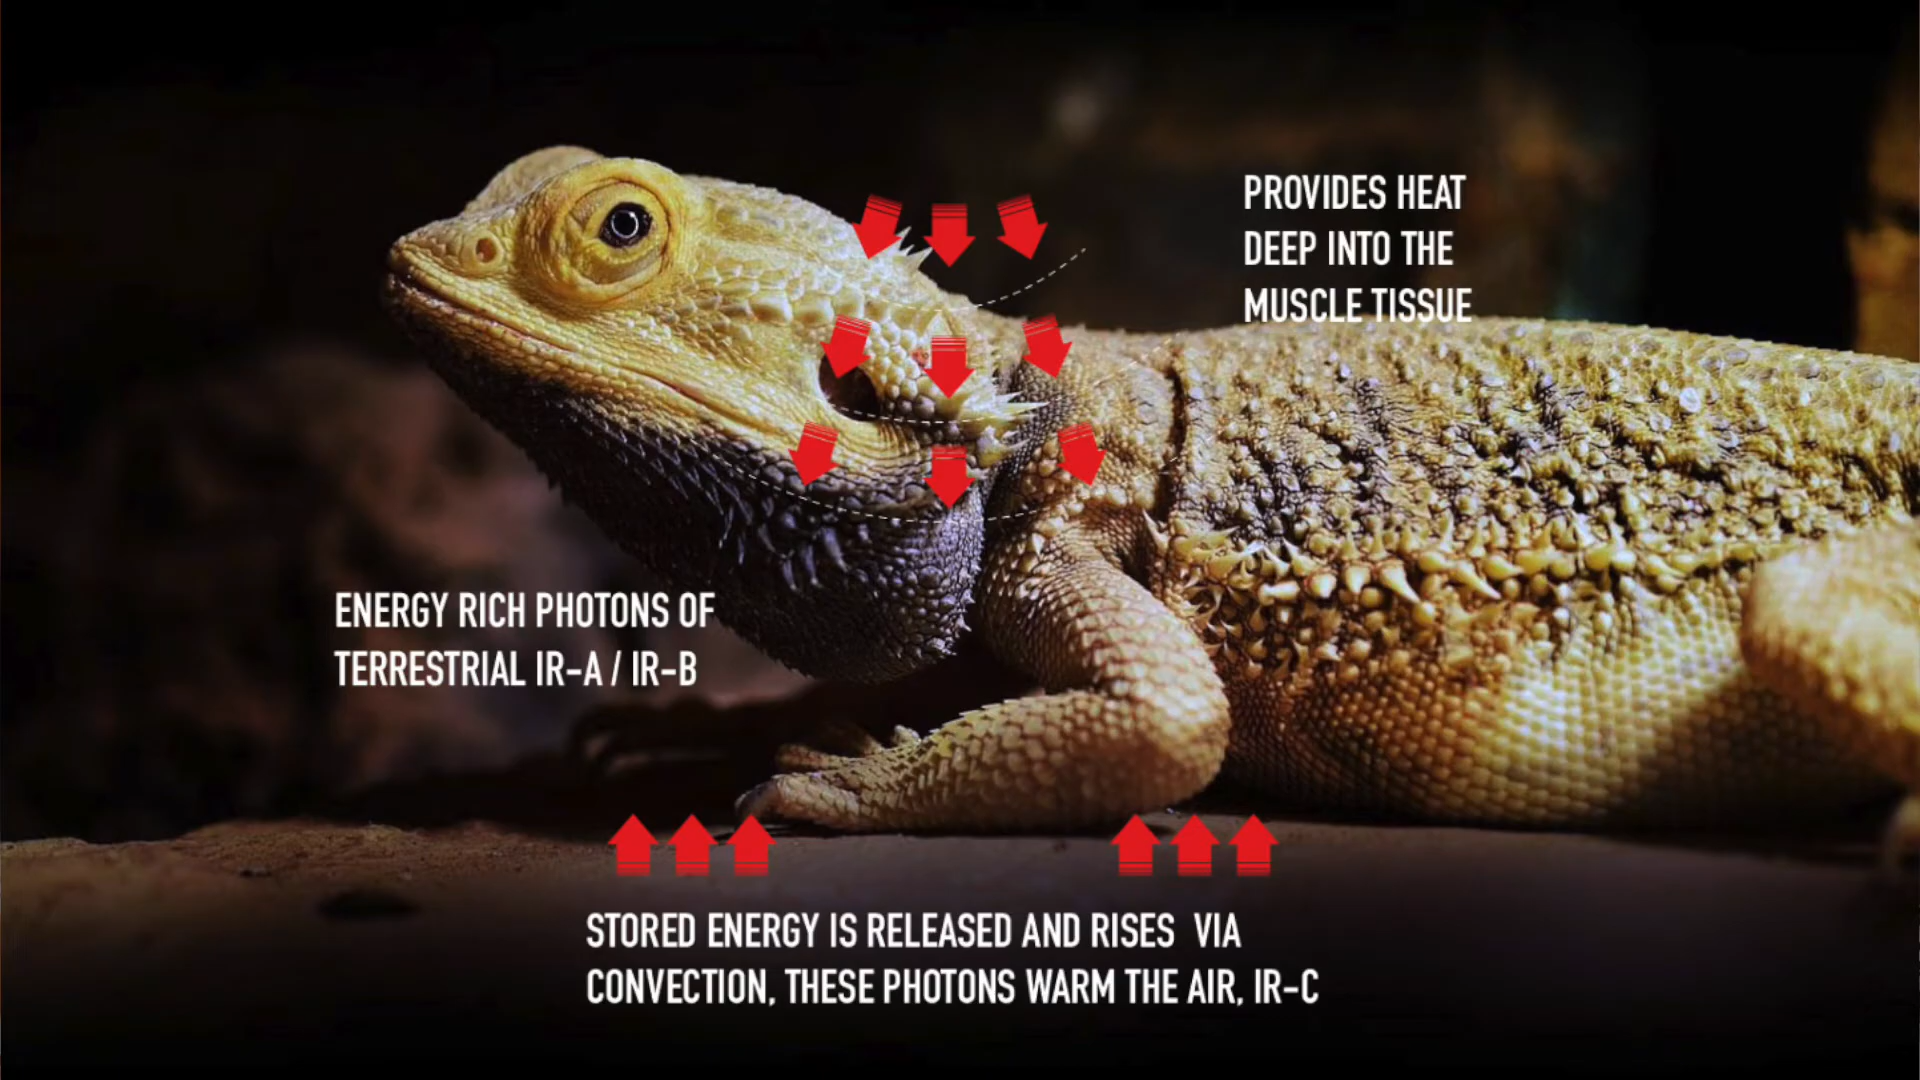 PROVIDES HEAT
DEEP INTO THE
MUSCLE TISSUE
ENERGY RICH PHOTONS OF
TERRESTRIAL IR-A / IR-B
STORED ENERGY IS RELEASED AND RISES VIA
CONVECTION, THESE PHOTONS WARM THE AIR, IR-C